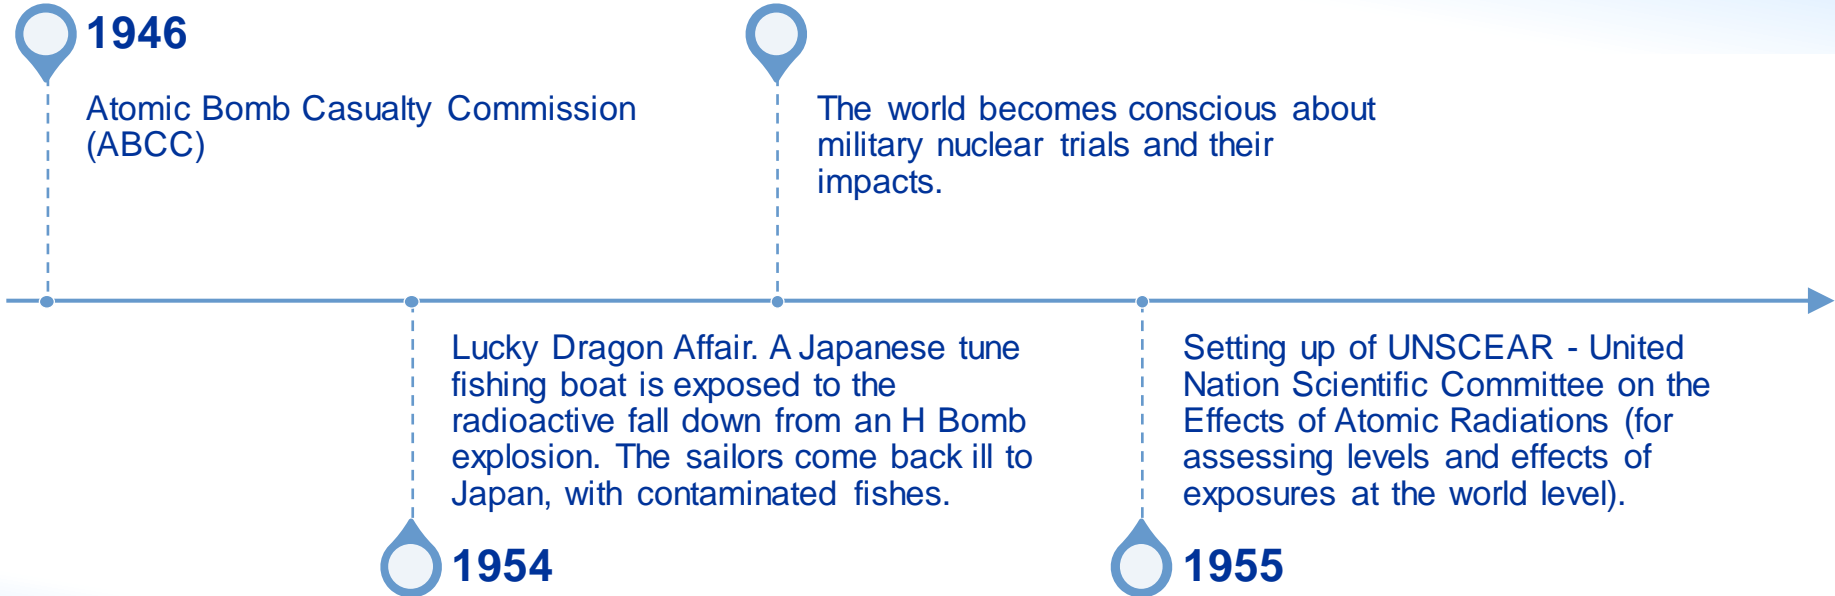 1946
Atomic Bomb Casualty Commission
(ABCC)
The world becomes conscious about
military nuclear trials and their
impacts.
Lucky Dragon Affair. A Japanese tune
fishing boat is exposed to the
radioactive fall down from an H Bomb
explosion. The sailors come back ill to
Japan, with contaminated fishes.
1954
Setting up of UNSCEAR - United
Nation Scientific Committee on the
Effects of Atomic Radiations (for
assessing levels and effects of
exposures at the world level).
1955